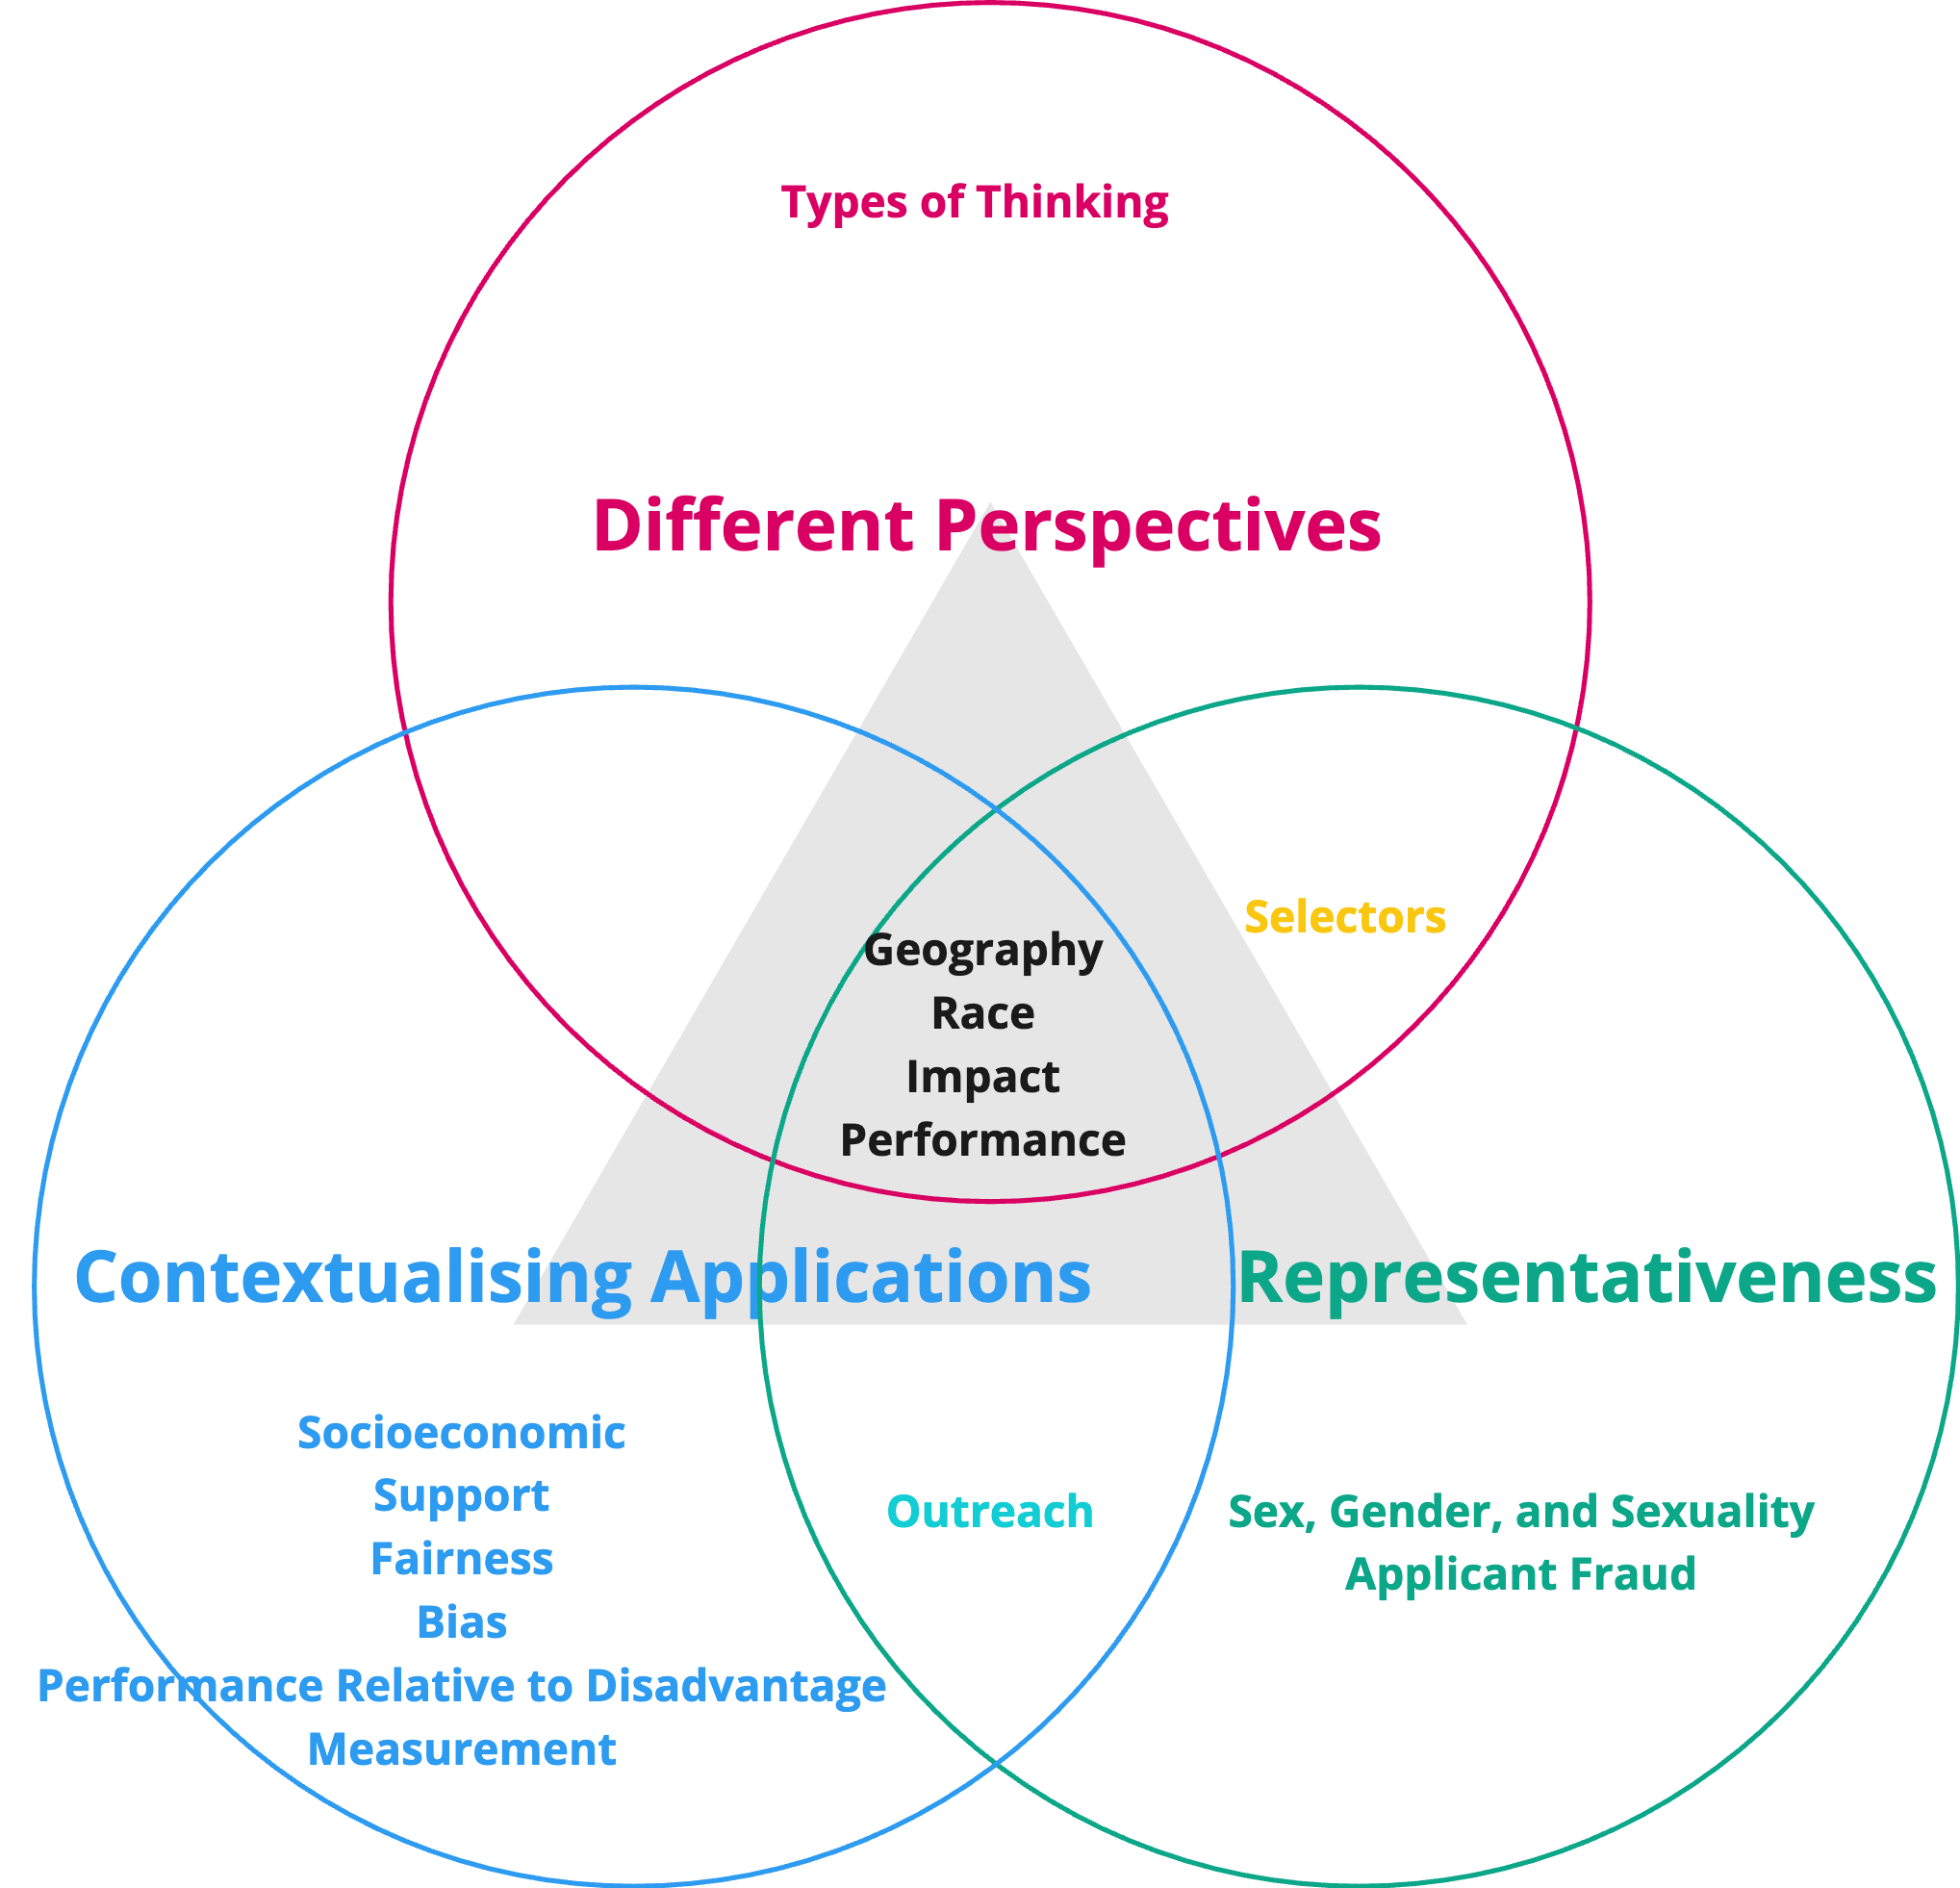 Types of Thinking
Different Perspectives
Selectors
Geography
Race
Impact
Performance
Contextualising Applications
Representativeness
Socioeconomic
Support
Fairness
Bias
Performance Relative to Disadvantage
Measurement
Outreach
Sex, Gender, and Sexuality
Applicant Fraud